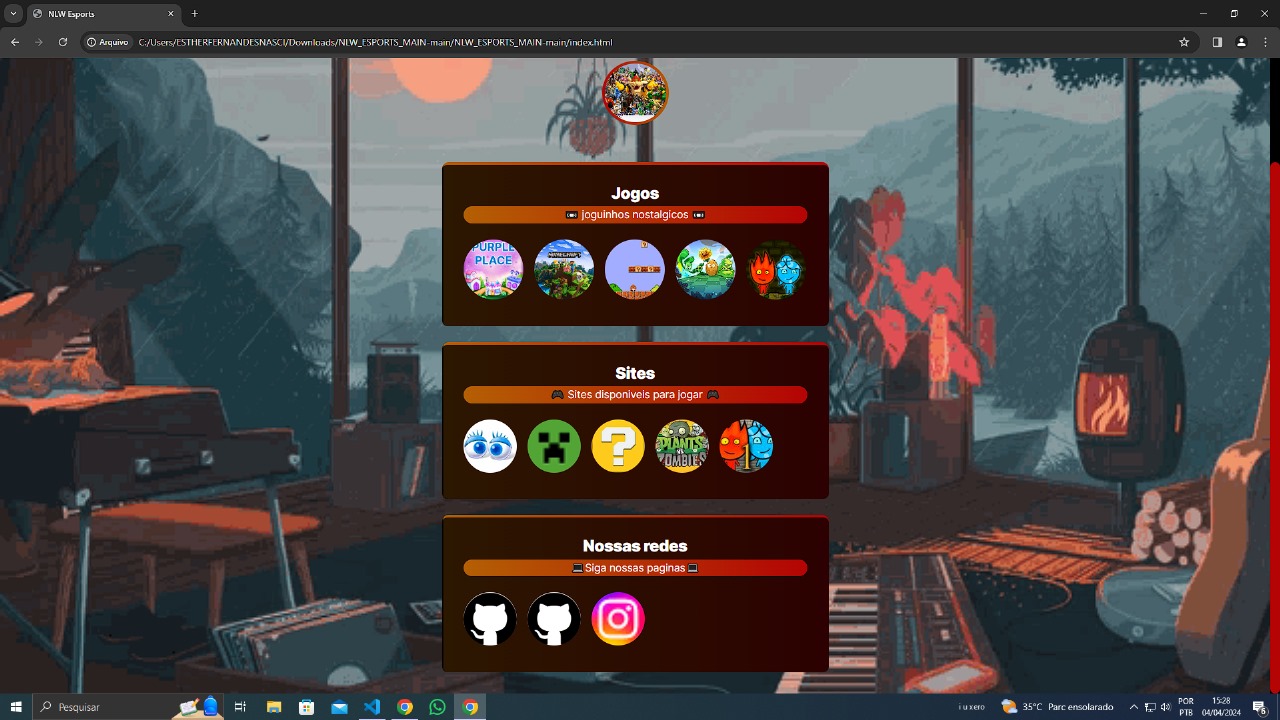 NLW Esports
Arquivo
C:/Users/ESTHERFERNANDESNASCI/Downloads/NLW_ESPORTS_MAIN-main/NLW_ESPORTS_MAIN-main/index.html
Jogos
joguinhos nostalgicos
PURPLE
PLACE
MINECRAFT
Sites
Sites disponiveis para jogar
?
PLANTS
VS
ZOMBIES
Nossas redes
Siga nossas paginas
Pesquisar
i u xero
35°C Parc ensolarado
POR
PTB
15:28
04/04/2024
6